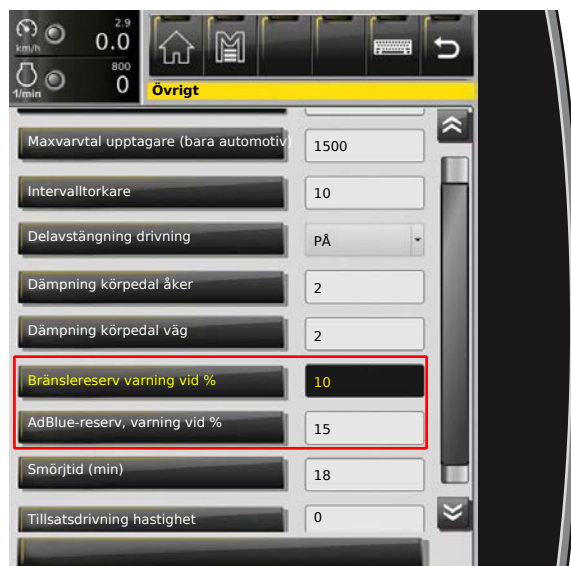 2.9
km/h 0.0
800
1/min 0
Övrigt
Maxvarvtal upptagare (bara automotiv) 1500
Intervalltorkare 10
Delavstängning drivning PÅ
Dämpning körpedal åker 2
Dämpning körpedal väg 2
Bränslereserv varning vid % 10
AdBlue-reserv, varning vid % 15
Smörjtid (min) 18
Tillsatsdrivning hastighet 0